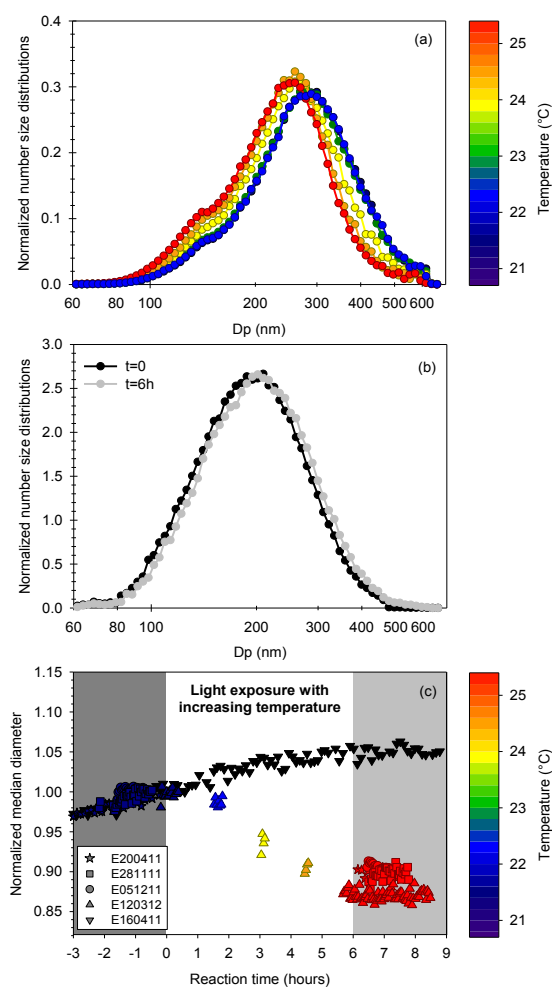 (a)
0.4
0.3
0.2
0.1
0.0
Normalized number size distributions
60 80 100 200 300 400 500 600
Dp (nm)
25
24
23
22
21
Temperature (°C)
(b)
t=0
t=6h
3.0
2.5
2.0
1.5
1.0
0.5
0.0
Normalized number size distributions
60 80 100 200 300 400 500 600
Dp (nm)
(c)
Light exposure with
increasing temperature
1.15
1.10
1.05
1.00
0.95
0.90
0.85
Normalized median diameter
E200411
E281111
E051211
E120312
E160411
-3 -2 -1 0 1 2 3 4 5 6 7 8 9
Reaction time (hours)
25
24
23
22
21
Temperature (°C)